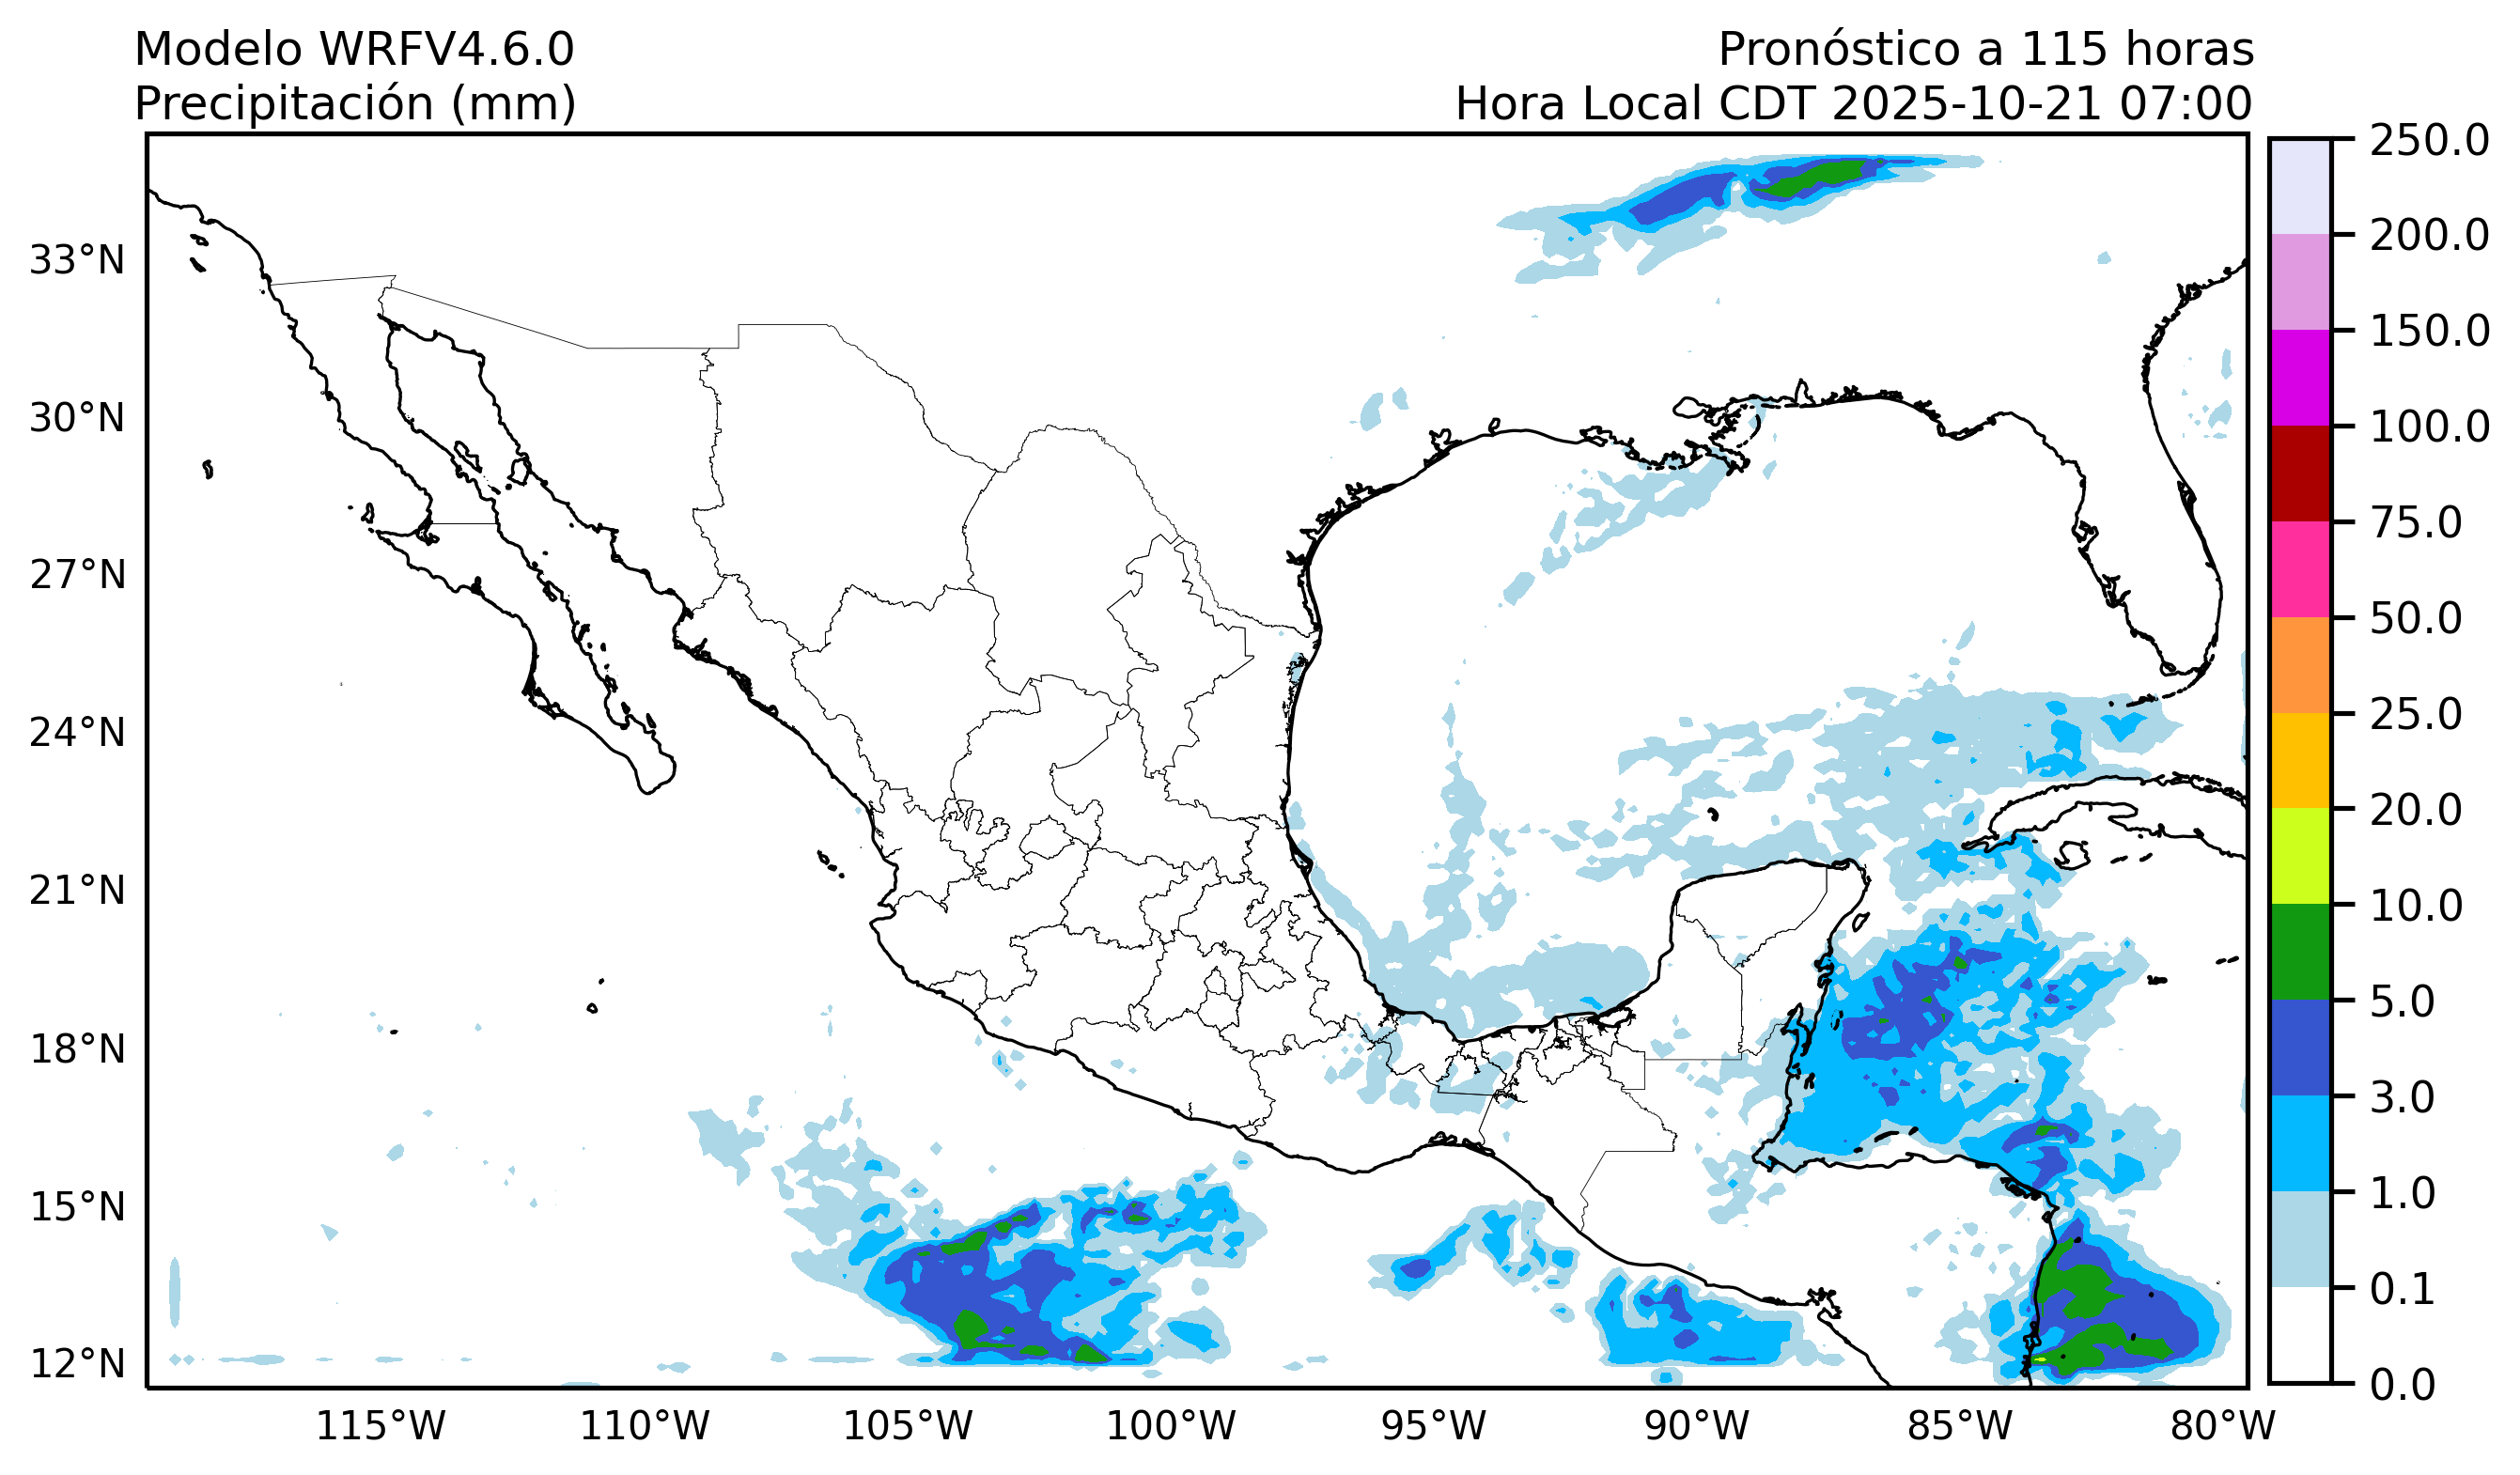 Modelo WRFV4.6.0
Precipitación (mm)
Pronóstico a 115 horas
Hora Local CDT 2025-10-21 07:00
33°N
30°N
27°N
24°N
21°N
18°N
15°N
12°N
115°W
110°W
105°W
100°W
95°W
90°W
85°W
80°W
250.0
200.0
150.0
100.0
75.0
50.0
25.0
20.0
10.0
5.0
3.0
1.0
0.1
0.0